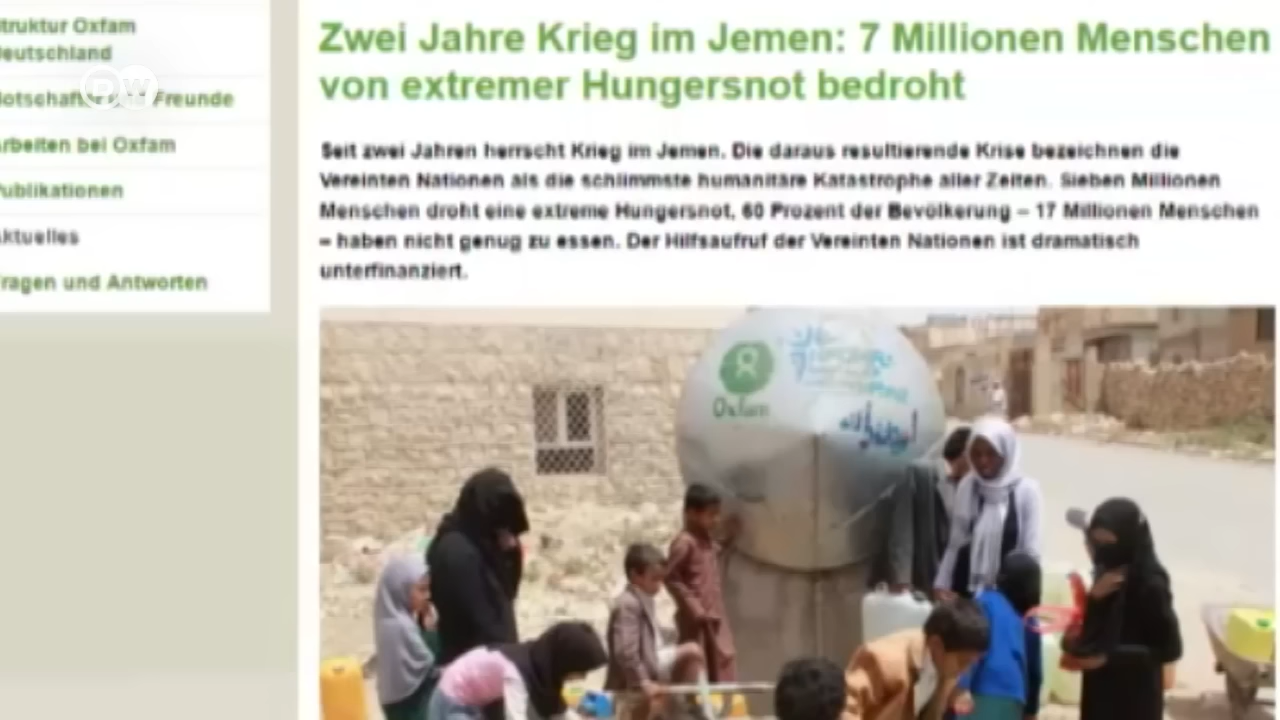 truktur Oxfam
eutschland
Freunde
rbeiten bei Oxfam
ublikationen
ktuelles
ragen und Antworten
DW
Zwei Jahre Krieg im Jemen: 7 Millionen Menschen
von extremer Hungersnot bedroht
Seit zwei Jahren herrscht Krieg im Jemen. Die daraus resultierende Krise bezeichnen die
Vereinten Nationen als die schlimmste humanitäre Katastrophe aller Zeiten. Sieben Millionen
Menschen droht eine extreme Hungersnot, 60 Prozent der Bevölkerung – 17 Millionen Menschen
– haben nicht genug zu essen. Der Hilfsaufruf der Vereinten Nationen ist dramatisch
unterfinanziert.
Oxfam